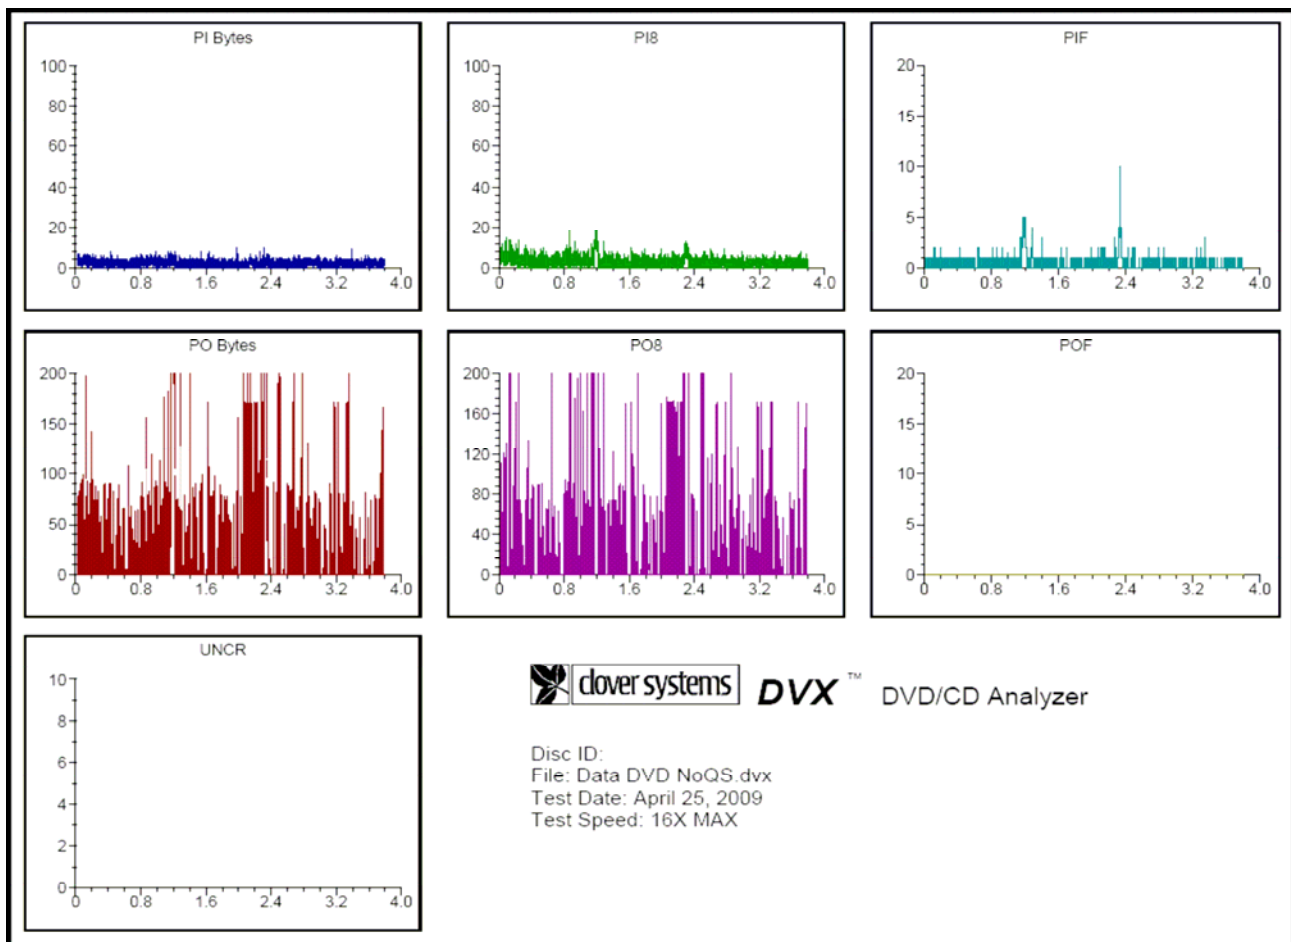 PI Bytes
100
80
60
40
20
0
0 0.8 1.6 2.4 3.2 4.0
PI8
100
80
60
40
20
0
0 0.8 1.6 2.4 3.2 4.0
PIF
20
15
10
5
0
0 0.8 1.6 2.4 3.2 4.0
PO Bytes
200
150
100
50
0
0 0.8 1.6 2.4 3.2 4.0
PO8
200
160
120
80
40
0
0 0.8 1.6 2.4 3.2 4.0
POF
20
15
10
5
0
0 0.8 1.6 2.4 3.2 4.0
UNCR
10
8
6
4
2
0
0 0.8 1.6 2.4 3.2 4.0
clover systems DVX ™ DVD/CD Analyzer
Disc ID:
File: Data DVD NoQS.dvx
Test Date: April 25, 2009
Test Speed: 16X MAX